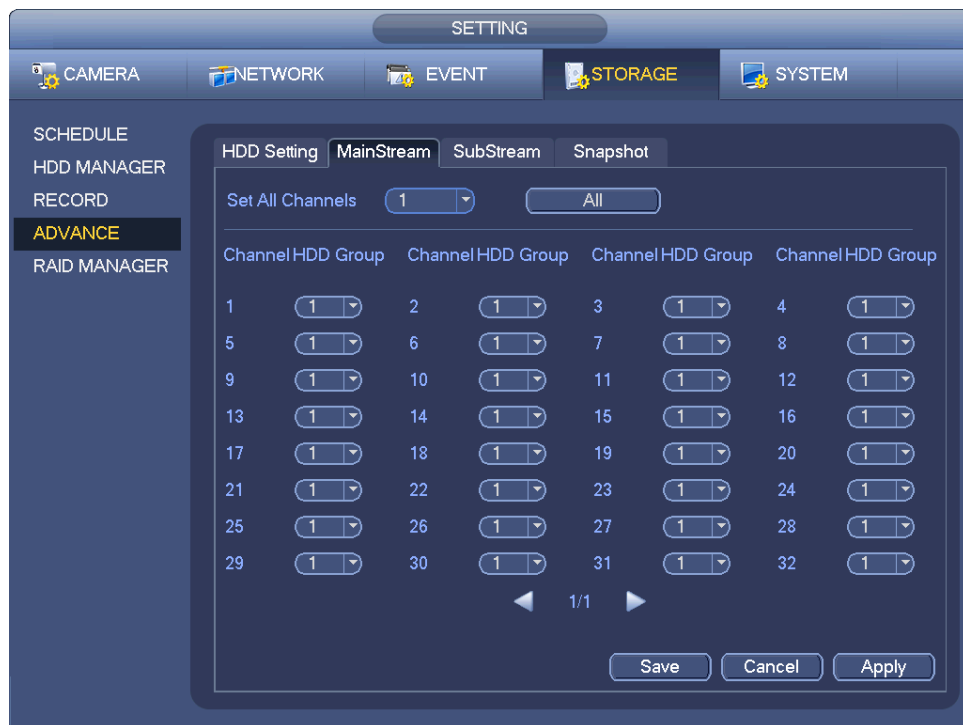 SETTING
CAMERA NETWORK EVENT STORAGE SYSTEM
SCHEDULE
HDD MANAGER
RECORD
ADVANCE
RAID MANAGER
HDD Setting MainStream SubStream Snapshot
Set All Channels 1 All
Channel HDD Group Channel HDD Group Channel HDD Group Channel HDD Group
1 1 2 1 3 1 4 1
5 1 6 1 7 1 8 1
9 1 10 1 11 1 12 1
13 1 14 1 15 1 16 1
17 1 18 1 19 1 20 1
21 1 22 1 23 1 24 1
25 1 26 1 27 1 28 1
29 1 30 1 31 1 32 1
1/1
Save Cancel Apply